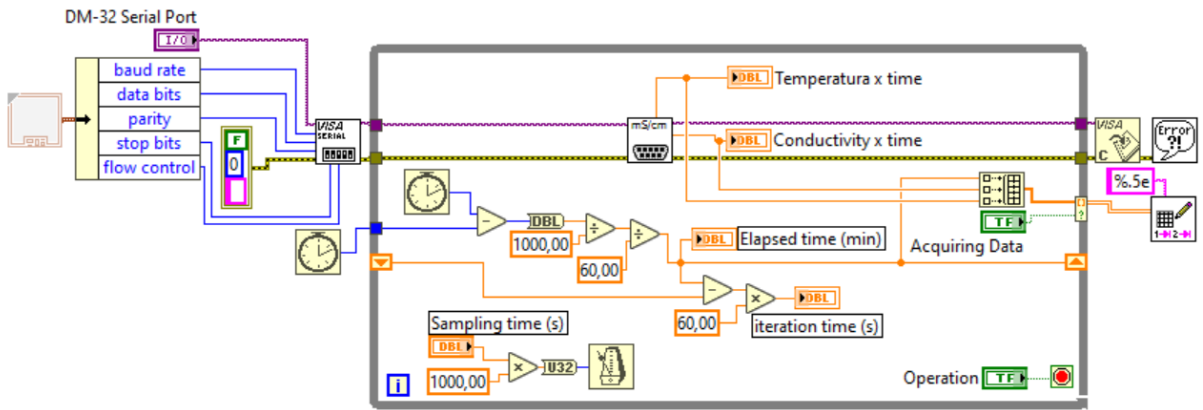 DM-32 Serial Port
I/O
baud rate
data bits
parity
stop bits
flow control
F
0
VISA
SERIAL
mS/cm
DBL
Temperatura x time
DBL
Conductivity x time
VISA
C
Error
?!
%.5e
1 2
DBL
1000,00
60,00
DBL
Elapsed time (min)
TF
Acquiring Data
?
60,00
DBL
iteration time (s)
Sampling time (s)
DBL
1000,00
U32
i
Operation
TF